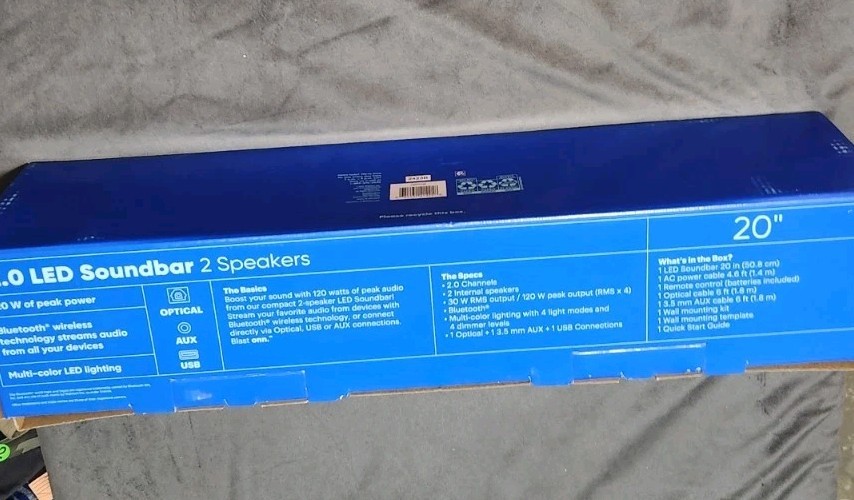 Please recycle this box.
20"
.0 LED Soundbar 2 Speakers
0 W of peak power
Bluetooth® wireless
technology streams audio
from all your devices
Multi-color LED lighting
OPTICAL
AUX
USB
The Basics
Boost your sound with 120 watts of peak audio
from our compact 2-speaker LED Soundbar!
Stream your favorite audio from devices with
Bluetooth® wireless technology, or connect
directly via Optical, USB or AUX connections.
Blast onn.™
The Specs
• 2.0 Channels
• 2 Internal speakers
• 30 W RMS output / 120 W peak output (RMS x 4)
• Bluetooth®
• Multi-color lighting with 4 light modes and
4 dimmer levels
• 1 Optical + 1 3.5 mm AUX + 1 USB Connections
What's in the Box?
1 LED Soundbar 20 in (50.8 cm)
1 AC power cable 4.6 ft (1.4 m)
1 Remote control (batteries included)
1 Optical cable 6 ft (1.8 m)
1 3.5 mm AUX cable 6 ft (1.8 m)
1 Wall mounting kit
1 Wall mounting template
1 Quick Start Guide